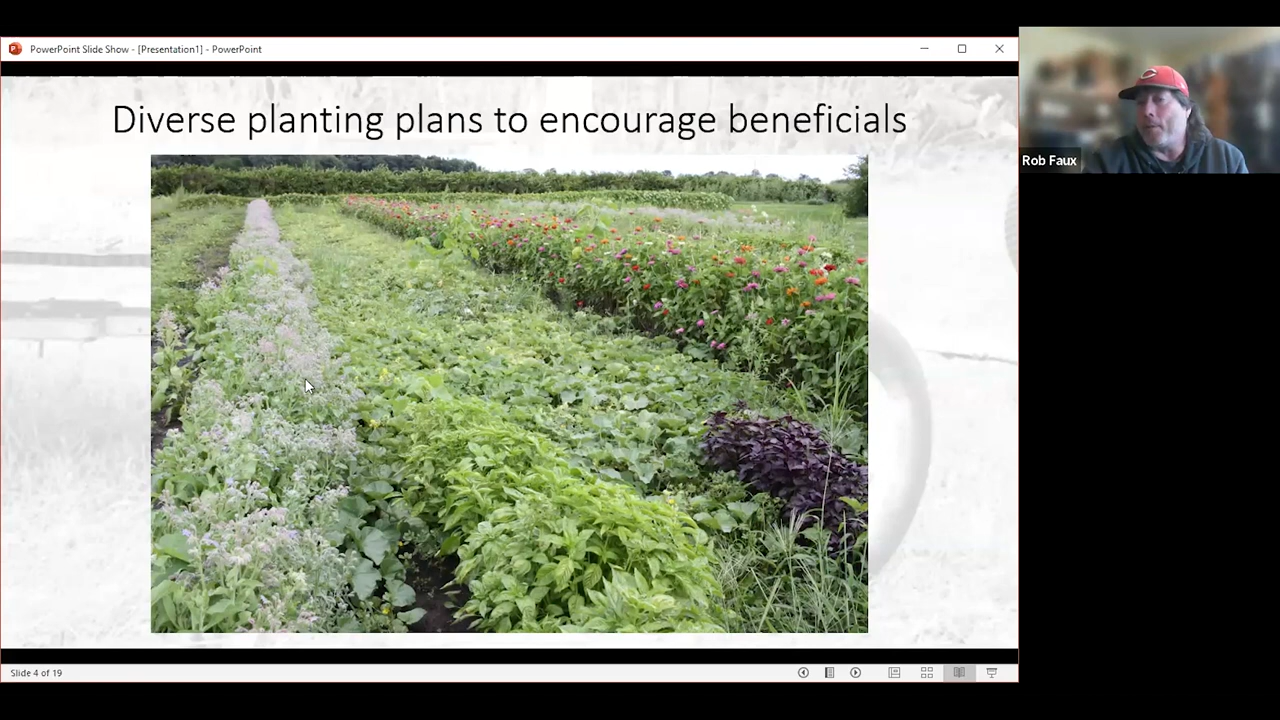 PowerPoint Slide Show - [Presentation1] - PowerPoint
Diverse planting plans to encourage beneficials
Rob Faux
Slide 4 of 19